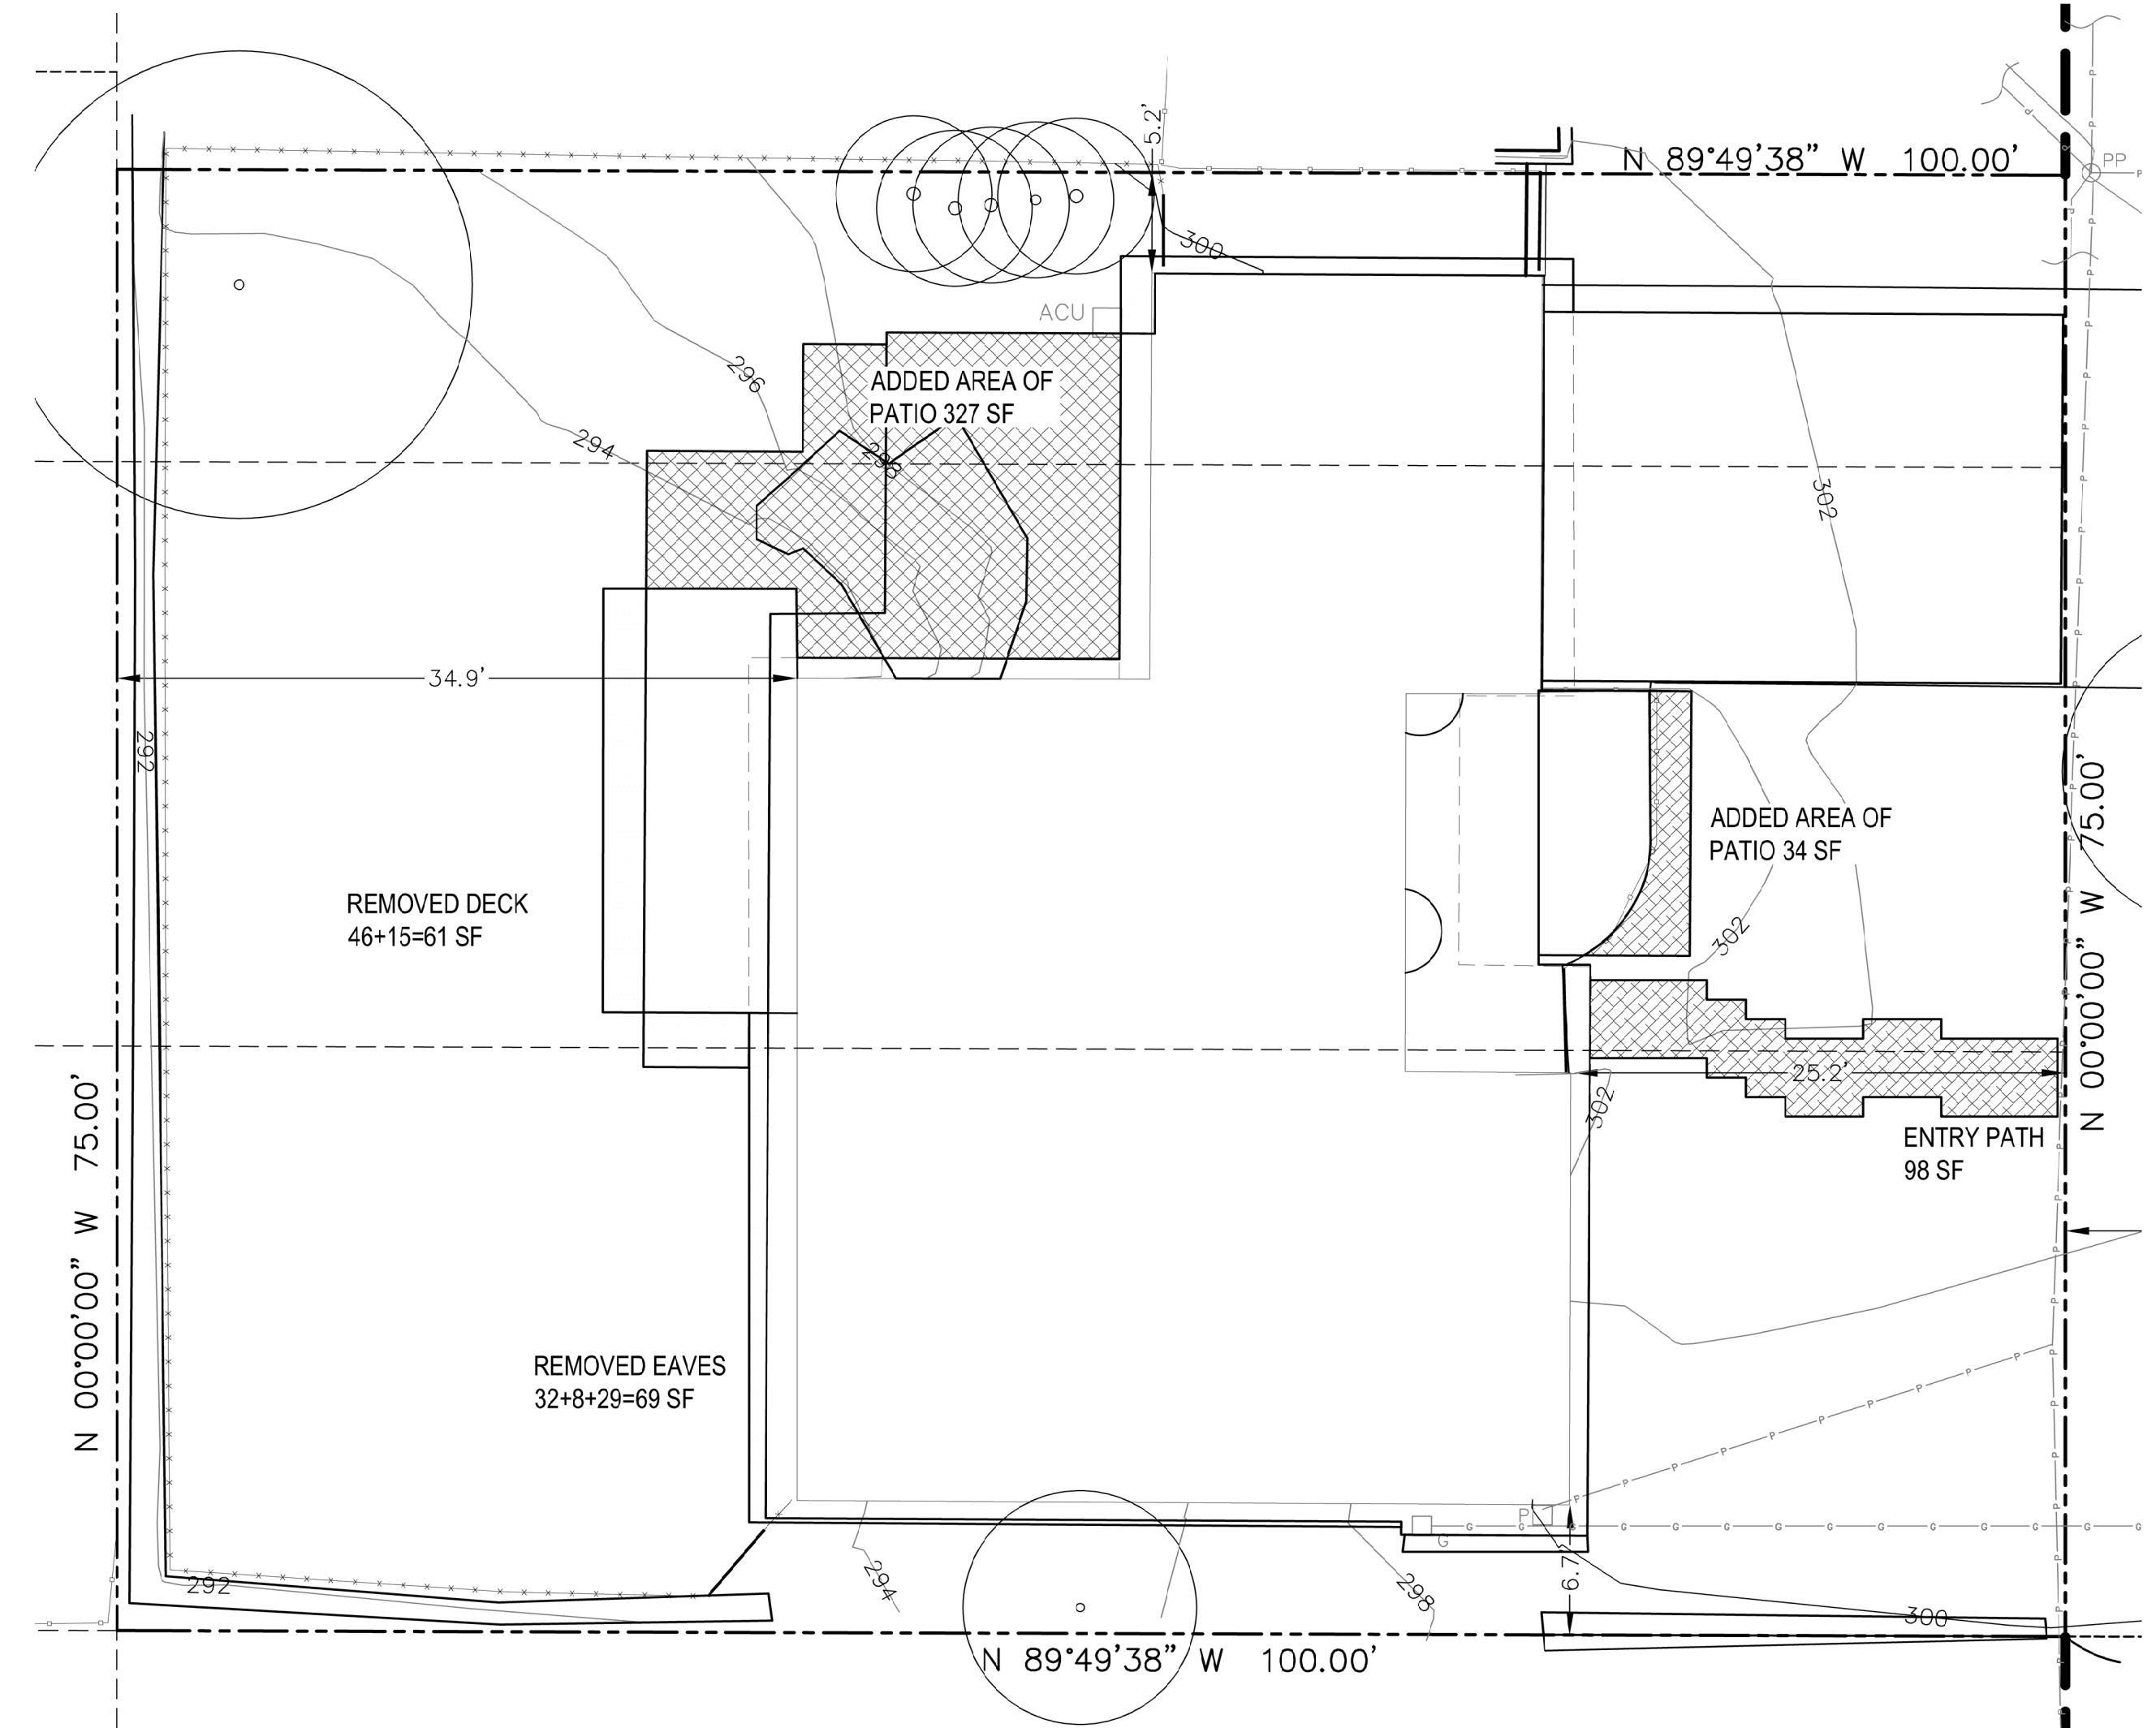 5.2'
N 89°49'38" W 100.00'
PP
300
ACU
296
ADDED AREA OF
PATIO 327 SF
294
298
302
34.9'
292
ADDED AREA OF
PATIO 34 SF
N 00°00'00" W 75.00'
REMOVED DECK
46+15=61 SF
302
25.2'
302
ENTRY PATH
98 SF
N 00°00'00" W 75.00'
REMOVED EAVES
32+8+29=69 SF
P
G
6.7'
292
294
298
300
N 89°49'38" W 100.00'